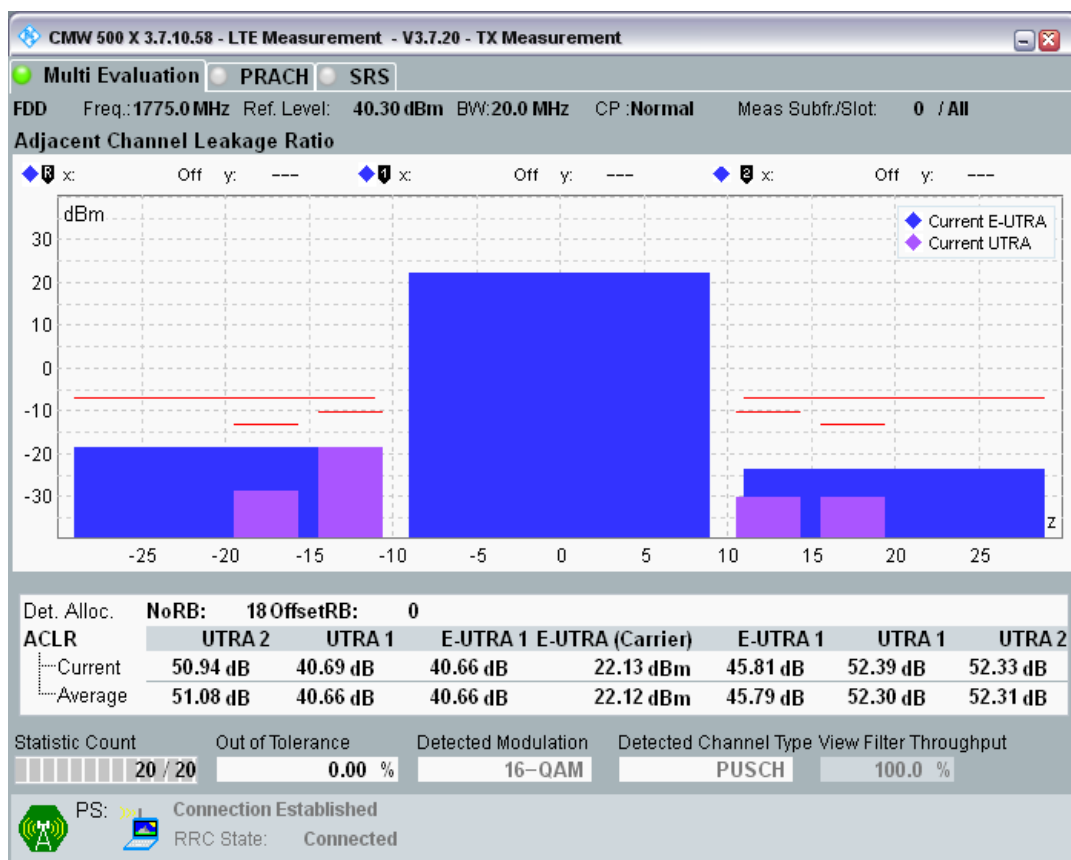 CMW 500 X 3.7.10.58 - LTE Measurement - V3.7.20 - TX Measurement
Multi Evaluation PRACH SRS
FDD Freq.:1775.0 MHz Ref. Level: 40.30 dBm BW:20.0 MHz CP :Normal Meas Subfr./Slot: 0 / All
Adjacent Channel Leakage Ratio
R x: Off y: --- 1 x: Off y: --- 2 x: Off y: ---
dBm
Current E-UTRA
Current UTRA
30
20
10
0
-10
-20
-30
z
-25 -20 -15 -10 -5 0 5 10 15 20 25
Det. Alloc. NoRB: 18 OffsetRB: 0
ACLR UTRA 2 UTRA 1 E-UTRA 1 E-UTRA (Carrier) E-UTRA 1 UTRA 1 UTRA 2
Current 50.94 dB 40.69 dB 40.66 dB 22.13 dBm 45.81 dB 52.39 dB 52.33 dB
Average 51.08 dB 40.66 dB 40.66 dB 22.12 dBm 45.79 dB 52.30 dB 52.31 dB
Statistic Count Out of Tolerance Detected Modulation Detected Channel Type View Filter Throughput
20 / 20 0.00 % 16-QAM PUSCH 100.0 %
PS: Connection Established
RRC State: Connected